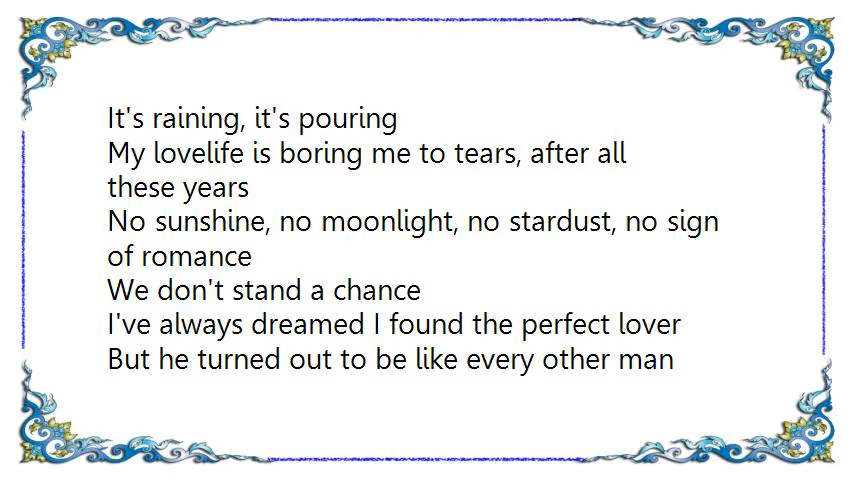 It's raining, it's pouring
My lovelife is boring me to tears, after all
these years
No sunshine, no moonlight, no stardust, no sign
of romance
We don't stand a chance
I've always dreamed I found the perfect lover
But he turned out to be like every other man